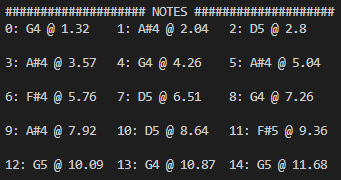 #################### NOTES ####################
0: G4 @ 1.32 1: A#4 @ 2.04 2: D5 @ 2.8
3: A#4 @ 3.57 4: G4 @ 4.26 5: A#4 @ 5.04
6: F#4 @ 5.76 7: D5 @ 6.51 8: G4 @ 7.26
9: A#4 @ 7.92 10: D5 @ 8.64 11: F#5 @ 9.36
12: G5 @ 10.09 13: G4 @ 10.87 14: G5 @ 11.68